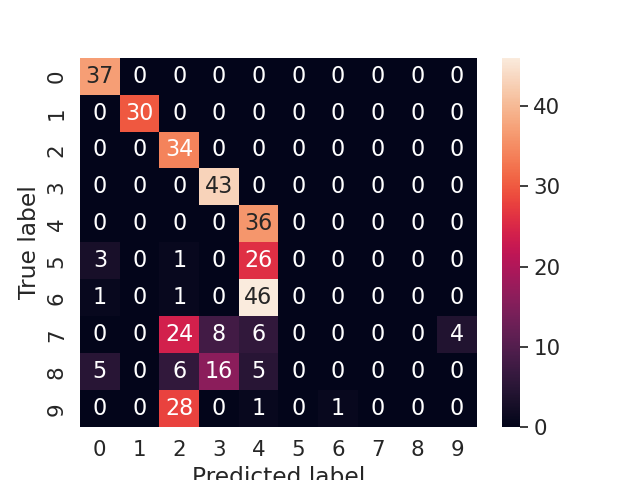 0 37 0 0 0 0 0 0 0 0 0
1 0 30 0 0 0 0 0 0 0 0
2 0 0 34 0 0 0 0 0 0 0
3 0 0 0 43 0 0 0 0 0 0
4 0 0 0 0 36 0 0 0 0 0
5 3 0 1 0 26 0 0 0 0 0
6 1 0 1 0 46 0 0 0 0 0
7 0 0 24 8 6 0 0 0 0 4
8 5 0 6 16 5 0 0 0 0 0
9 0 0 28 0 1 0 1 0 0 0
0 1 2 3 4 5 6 7 8 9
True label
Predicted label
40
30
20
10
0